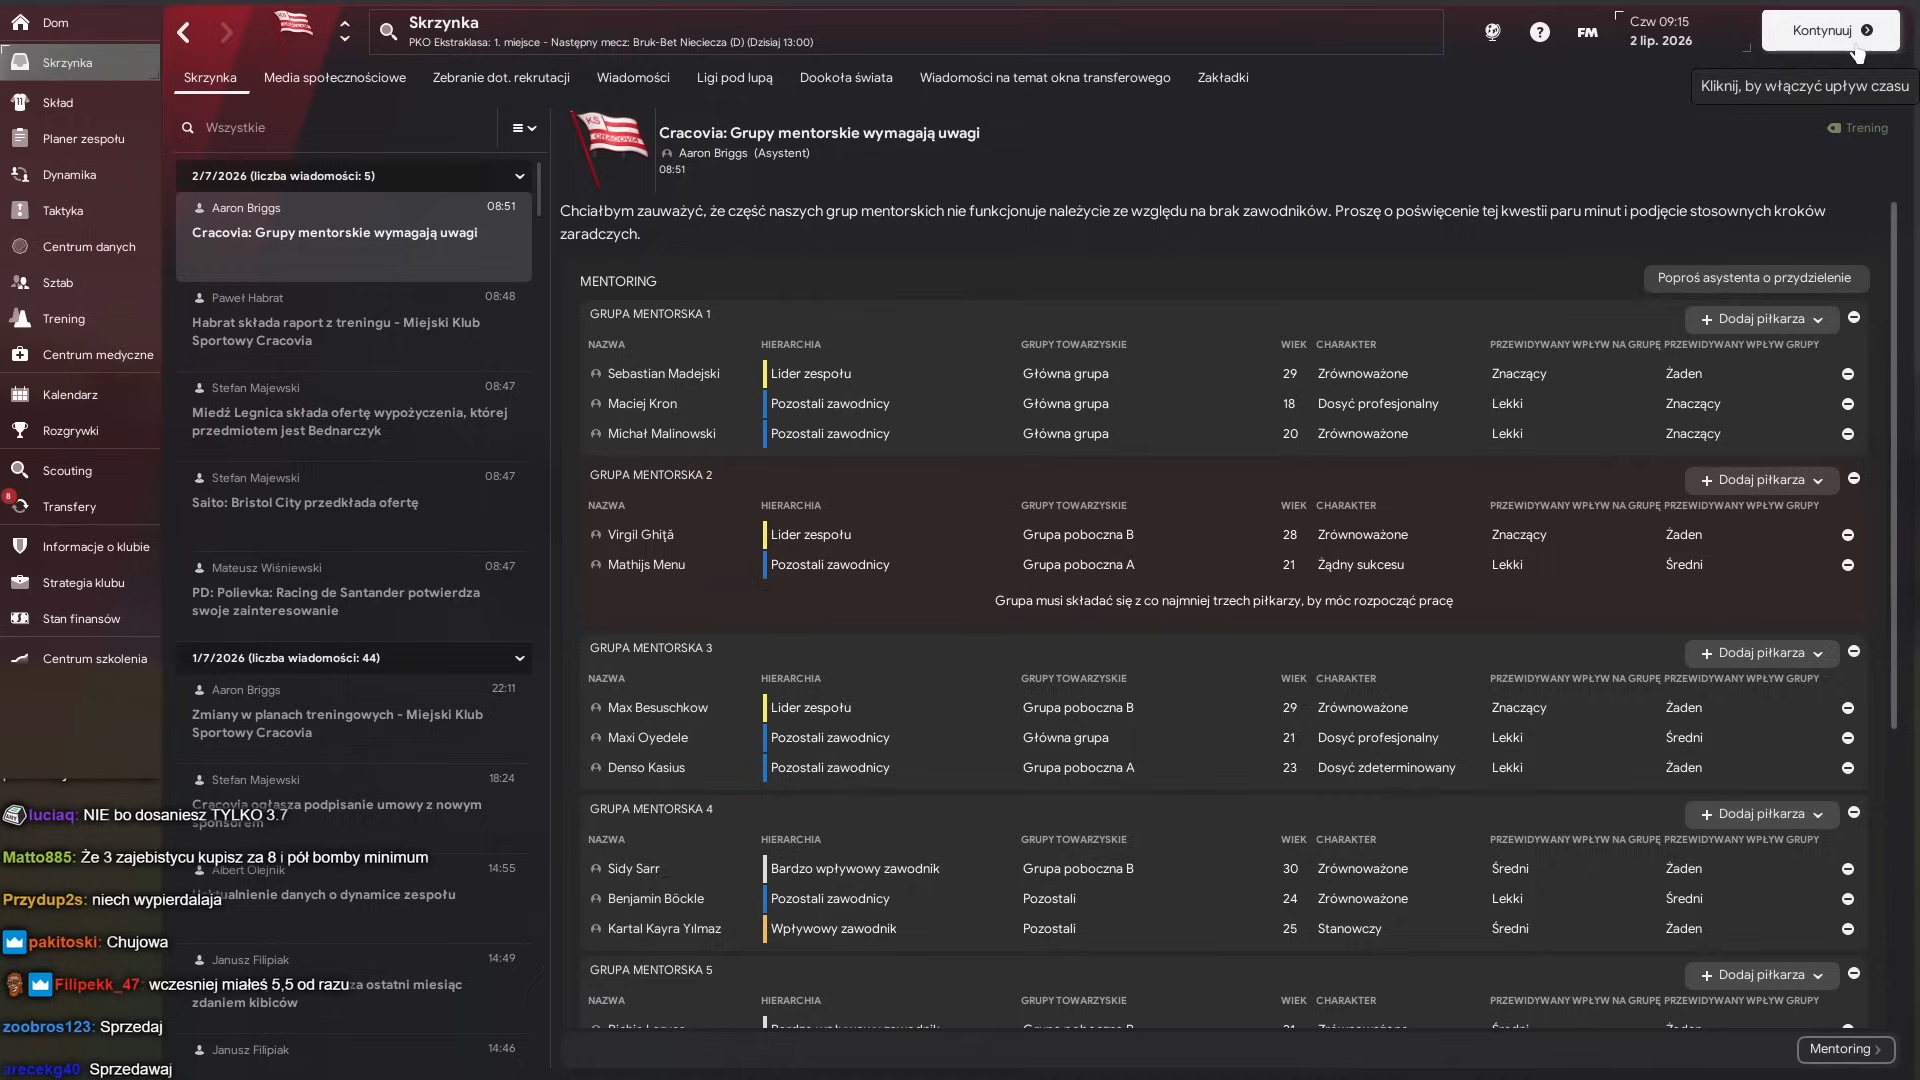 Dom
Skrzynka
Skład
Planer zespołu
Dynamika
Taktyka
Centrum danych
Sztab
Trening
Centrum medyczne
Kalendarz
Rozgrywki
Scouting
8
Transfery
Informacje o klubie
Strategia klubu
Stan finansów
Centrum szkolenia
Skrzynka
PKO Ekstraklasa: 1. miejsce - Następny mecz: Bruk-Bet Nieciecza (D) (Dzisiaj 13:00)
FM
Czw 09:15
2 lip. 2026
Kontynuuj
Kliknij, by włączyć upływ czasu
Skrzynka Media społecznościowe Zebranie dot. rekrutacji Wiadomości Ligi pod lupą Dookoła świata Wiadomości na temat okna transferowego Zakładki
Wszystkie
2/7/2026 (liczba wiadomości: 5)
Aaron Briggs 08:51
Cracovia: Grupy mentorskie wymagają uwagi
Paweł Habrat 08:48
Habrat składa raport z treningu - Miejski Klub
Sportowy Cracovia
Stefan Majewski 08:47
Miedź Legnica składa ofertę wypożyczenia, której
przedmiotem jest Bednarczyk
Stefan Majewski 08:47
Saito: Bristol City przedkłada ofertę
Mateusz Wiśniewski 08:47
PD: Polievka: Racing de Santander potwierdza
swoje zainteresowanie
1/7/2026 (liczba wiadomości: 44)
Aaron Briggs 22:11
Zmiany w planach treningowych - Miejski Klub
Sportowy Cracovia
Stefan Majewski 18:24
Cracovia ogłasza podpisanie umowy z nowym
sponsorem
Albert Olejnik 14:55
Uaktualnienie danych o dynamice zespołu
Janusz Filipiak 14:49
za ostatni miesiąc
zdaniem kibiców
Janusz Filipiak 14:46
luciaq: NIE bo dosaniesz TYLKO 3.7
Matto885: Że 3 zajebistycu kupisz za 8 i pół bomby minimum
Przydup2s: niech wypierdalaja
pakitoski: Chujowa
Filipekk_47: wczesniej miałeś 5,5 od razu
zoobros123: Sprzedaj
arecekg40: Sprzedawaj
KS
CRACOVIA
Cracovia: Grupy mentorskie wymagają uwagi
Aaron Briggs (Asystent)
08:51
Trening
Chciałbym zauważyć, że część naszych grup mentorskich nie funkcjonuje należycie ze względu na brak zawodników. Proszę o poświęcenie tej kwestii paru minut i podjęcie stosownych kroków
zaradczych.
MENTORING
Poproś asystenta o przydzielenie
GRUPA MENTORSKA 1
Dodaj piłkarza
NAZWA HIERARCHIA GRUPY TOWARZYSKIE WIEK CHARAKTER PRZEWIDYWANY WPŁYW NA GRUPĘ PRZEWIDYWANY WPŁYW GRUPY
Sebastian Madejski Lider zespołu Główna grupa 29 Zrównoważone Znaczący Żaden
Maciej Kron Pozostali zawodnicy Główna grupa 18 Dosyć profesjonalny Lekki Znaczący
Michał Malinowski Pozostali zawodnicy Główna grupa 20 Zrównoważone Lekki Znaczący
GRUPA MENTORSKA 2
Dodaj piłkarza
NAZWA HIERARCHIA GRUPY TOWARZYSKIE WIEK CHARAKTER PRZEWIDYWANY WPŁYW NA GRUPĘ PRZEWIDYWANY WPŁYW GRUPY
Virgil Ghiţă Lider zespołu Grupa poboczna B 28 Zrównoważone Znaczący Żaden
Mathijs Menu Pozostali zawodnicy Grupa poboczna A 21 Żądny sukcesu Lekki Średni
Grupa musi składać się z co najmniej trzech piłkarzy, by móc rozpocząć pracę
GRUPA MENTORSKA 3
Dodaj piłkarza
NAZWA HIERARCHIA GRUPY TOWARZYSKIE WIEK CHARAKTER PRZEWIDYWANY WPŁYW NA GRUPĘ PRZEWIDYWANY WPŁYW GRUPY
Max Besuschkow Lider zespołu Grupa poboczna B 29 Zrównoważone Znaczący Żaden
Maxi Oyedele Pozostali zawodnicy Główna grupa 21 Dosyć profesjonalny Lekki Średni
Denso Kasius Pozostali zawodnicy Grupa poboczna A 23 Dosyć zdeterminowany Lekki Żaden
GRUPA MENTORSKA 4
Dodaj piłkarza
NAZWA HIERARCHIA GRUPY TOWARZYSKIE WIEK CHARAKTER PRZEWIDYWANY WPŁYW NA GRUPĘ PRZEWIDYWANY WPŁYW GRUPY
Sidy Sarr Bardzo wpływowy zawodnik Grupa poboczna B 30 Zrównoważone Średni Żaden
Benjamin Böckle Pozostali zawodnicy Pozostali 24 Zrównoważone Lekki Średni
Kartal Kayra Yılmaz Wpływowy zawodnik Pozostali 25 Stanowczy Średni Żaden
GRUPA MENTORSKA 5
Dodaj piłkarza
NAZWA HIERARCHIA GRUPY TOWARZYSKIE WIEK CHARAKTER PRZEWIDYWANY WPŁYW NA GRUPĘ PRZEWIDYWANY WPŁYW GRUPY
Mentoring